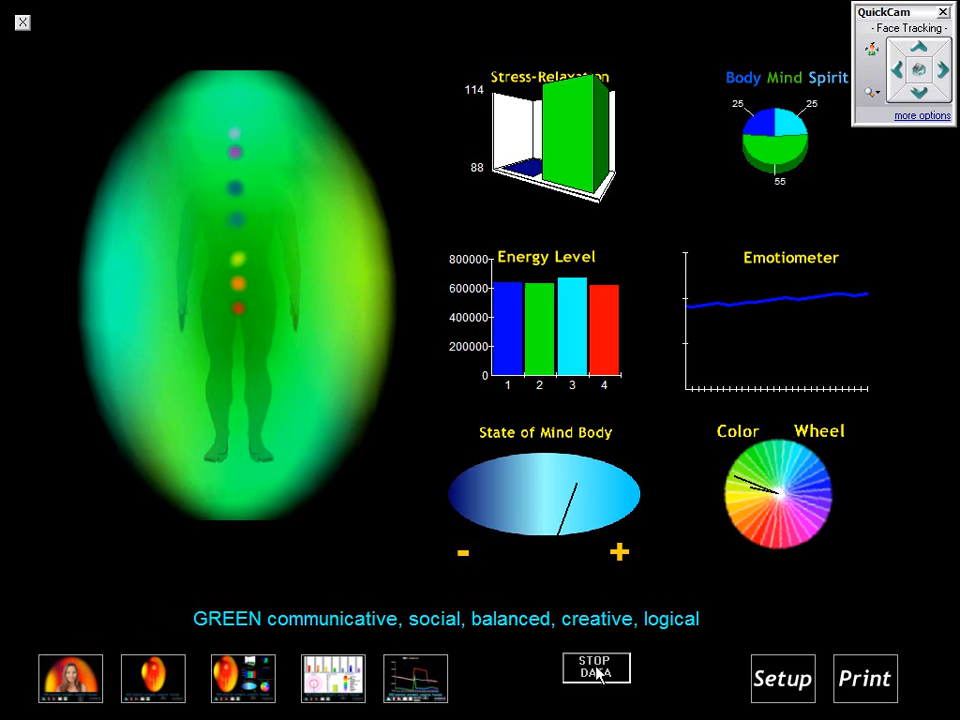 X
QuickCam
- Face Tracking -
more options
Stress-Relaxation
114
88
Body Mind Spirit
25
25
55
Energy Level
800000
600000
400000
200000
0
1 2 3 4
Emotiometer
State of Mind Body
- +
Color Wheel
GREEN communicative, social, balanced, creative, logical
STOP
DATA
Setup
Print